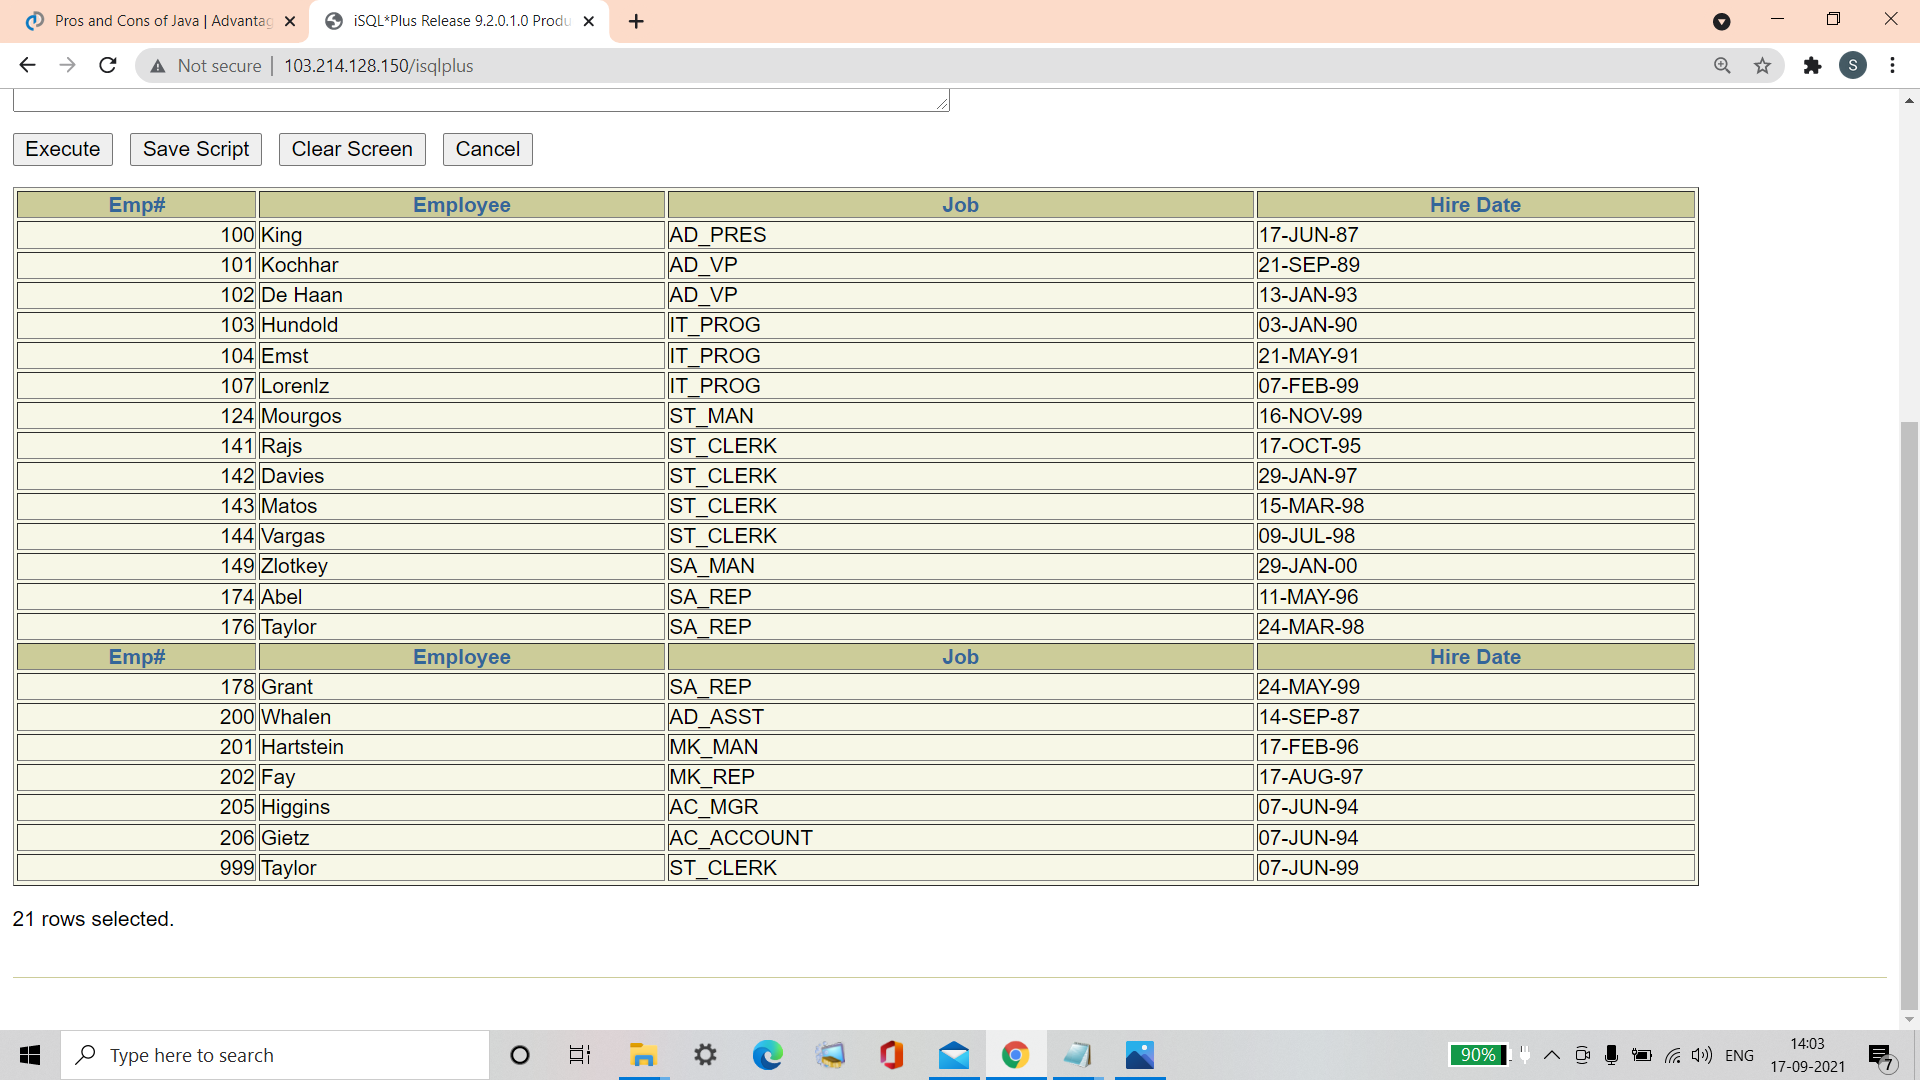 Pros and Cons of Java | Advantag
iSQL*Plus Release 9.2.0.1.0 Produ
Not secure | 103.214.128.150/isqlplus
S
Execute Save Script Clear Screen Cancel
Emp# Employee Job Hire Date
100 King AD_PRES 17-JUN-87
101 Kochhar AD_VP 21-SEP-89
102 De Haan AD_VP 13-JAN-93
103 Hundold IT_PROG 03-JAN-90
104 Emst IT_PROG 21-MAY-91
107 Lorenlz IT_PROG 07-FEB-99
124 Mourgos ST_MAN 16-NOV-99
141 Rajs ST_CLERK 17-OCT-95
142 Davies ST_CLERK 29-JAN-97
143 Matos ST_CLERK 15-MAR-98
144 Vargas ST_CLERK 09-JUL-98
149 Zlotkey SA_MAN 29-JAN-00
174 Abel SA_REP 11-MAY-96
176 Taylor SA_REP 24-MAR-98
Emp# Employee Job Hire Date
178 Grant SA_REP 24-MAY-99
200 Whalen AD_ASST 14-SEP-87
201 Hartstein MK_MAN 17-FEB-96
202 Fay MK_REP 17-AUG-97
205 Higgins AC_MGR 07-JUN-94
206 Gietz AC_ACCOUNT 07-JUN-94
999 Taylor ST_CLERK 07-JUN-99
21 rows selected.
Type here to search
90%
ENG
14:03
17-09-2021
7